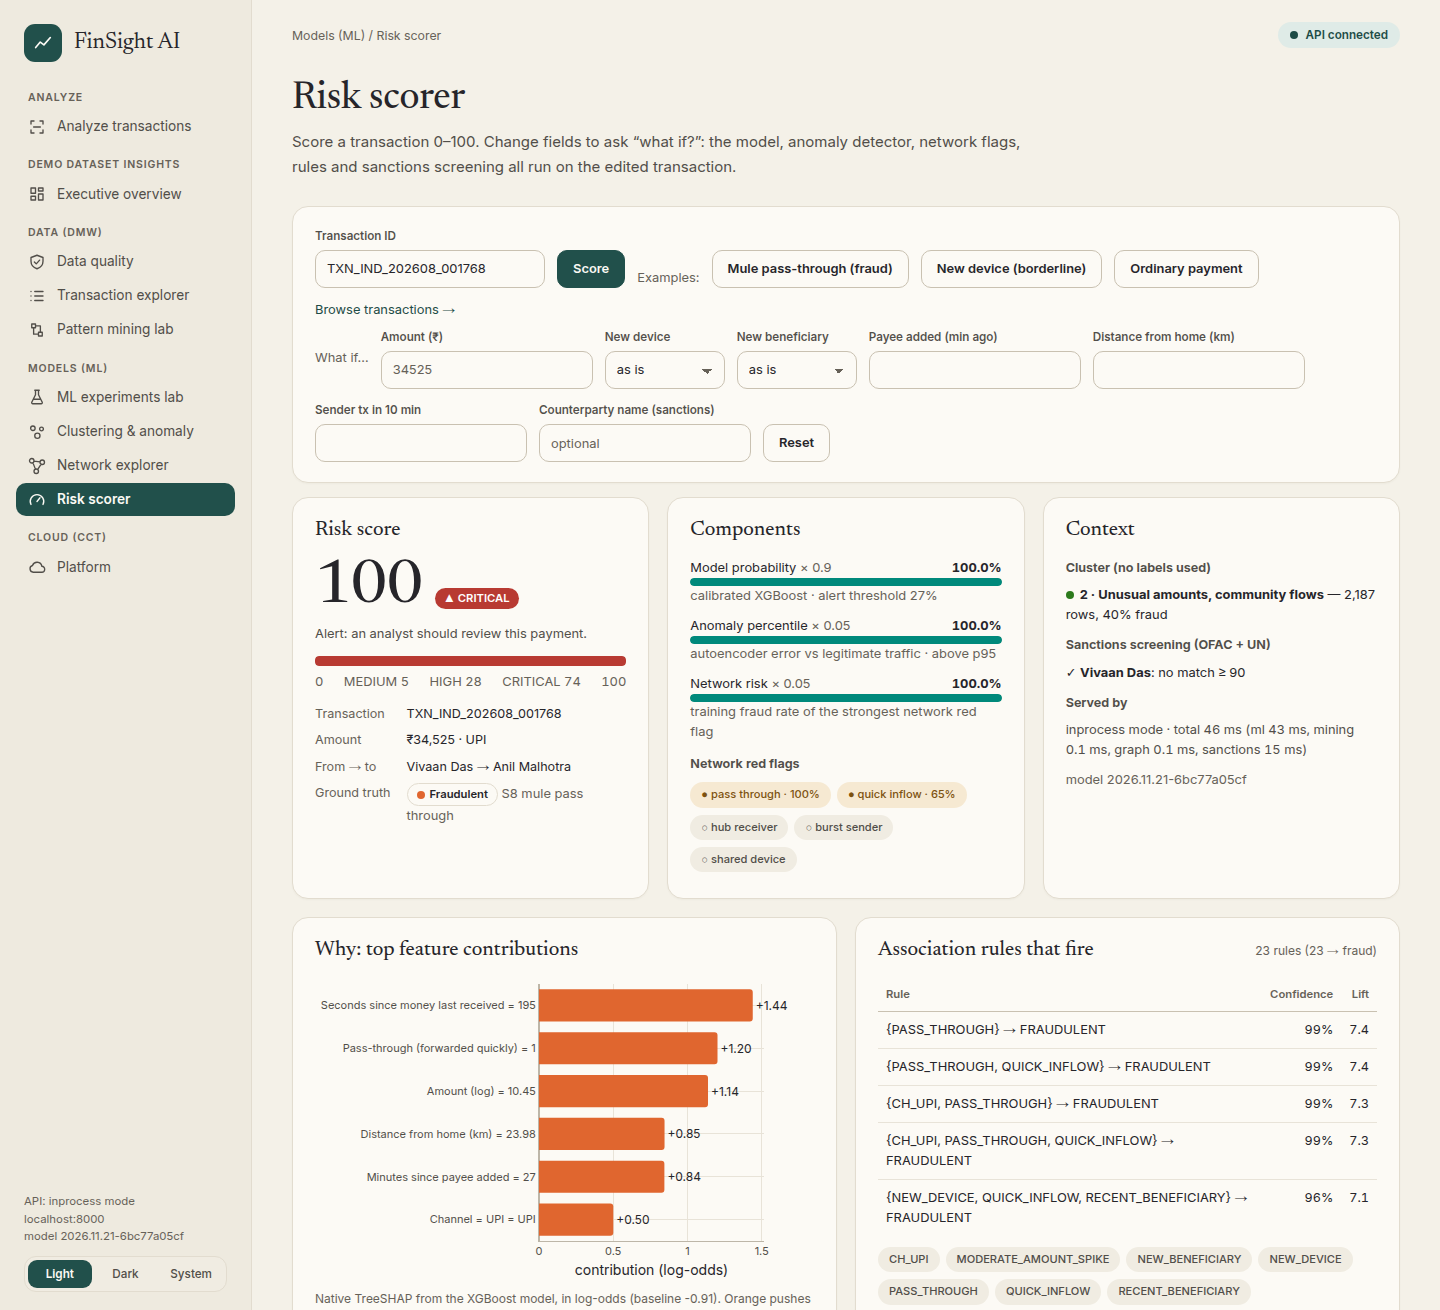 FinSight AI
ANALYZE
Analyze transactions
DEMO DATASET INSIGHTS
Executive overview
DATA (DMW)
Data quality
Transaction explorer
Pattern mining lab
MODELS (ML)
ML experiments lab
Clustering & anomaly
Network explorer
Risk scorer
CLOUD (CCT)
Platform
API: inprocess mode
localhost:8000
model 2026.11.21-6bc77a05cf
Light Dark System
Models (ML) / Risk scorer
API connected
Risk scorer
Score a transaction 0–100. Change fields to ask “what if?”: the model, anomaly detector, network flags,
rules and sanctions screening all run on the edited transaction.
Transaction ID
TXN_IND_202608_001768 Score Examples: Mule pass-through (fraud) New device (borderline) Ordinary payment
Browse transactions →
What if... Amount (₹) New device New beneficiary Payee added (min ago) Distance from home (km)
34525 as is as is
Sender tx in 10 min Counterparty name (sanctions)
optional Reset
Risk score
100 ▲ CRITICAL
Alert: an analyst should review this payment.
0 MEDIUM 5 HIGH 28 CRITICAL 74 100
Transaction TXN_IND_202608_001768
Amount ₹34,525 · UPI
From → to Vivaan Das → Anil Malhotra
Ground truth Fraudulent S8 mule pass
through
Components
Model probability × 0.9 100.0%
calibrated XGBoost · alert threshold 27%
Anomaly percentile × 0.05 100.0%
autoencoder error vs legitimate traffic · above p95
Network risk × 0.05 100.0%
training fraud rate of the strongest network red
flag
Network red flags
● pass through · 100% ● quick inflow · 65%
○ hub receiver ○ burst sender
○ shared device
Context
Cluster (no labels used)
2 · Unusual amounts, community flows — 2,187
rows, 40% fraud
Sanctions screening (OFAC + UN)
✓ Vivaan Das: no match ≥ 90
Served by
inprocess mode · total 46 ms (ml 43 ms, mining
0.1 ms, graph 0.1 ms, sanctions 15 ms)
model 2026.11.21-6bc77a05cf
Why: top feature contributions
Seconds since money last received = 195 +1.44
Pass-through (forwarded quickly) = 1 +1.20
Amount (log) = 10.45 +1.14
Distance from home (km) = 23.98 +0.85
Minutes since payee added = 27 +0.84
Channel = UPI = UPI +0.50
0 0.5 1 1.5
contribution (log-odds)
Native TreeSHAP from the XGBoost model, in log-odds (baseline -0.91). Orange pushes
Association rules that fire 23 rules (23 → fraud)
Rule Confidence Lift
{PASS_THROUGH} → FRAUDULENT 99% 7.4
{PASS_THROUGH, QUICK_INFLOW} → FRAUDULENT 99% 7.4
{CH_UPI, PASS_THROUGH} → FRAUDULENT 99% 7.3
{CH_UPI, PASS_THROUGH, QUICK_INFLOW} → 99% 7.3
FRAUDULENT
{NEW_DEVICE, QUICK_INFLOW, RECENT_BENEFICIARY} → 96% 7.1
FRAUDULENT
CH_UPI MODERATE_AMOUNT_SPIKE NEW_BENEFICIARY NEW_DEVICE
PASS_THROUGH QUICK_INFLOW RECENT_BENEFICIARY